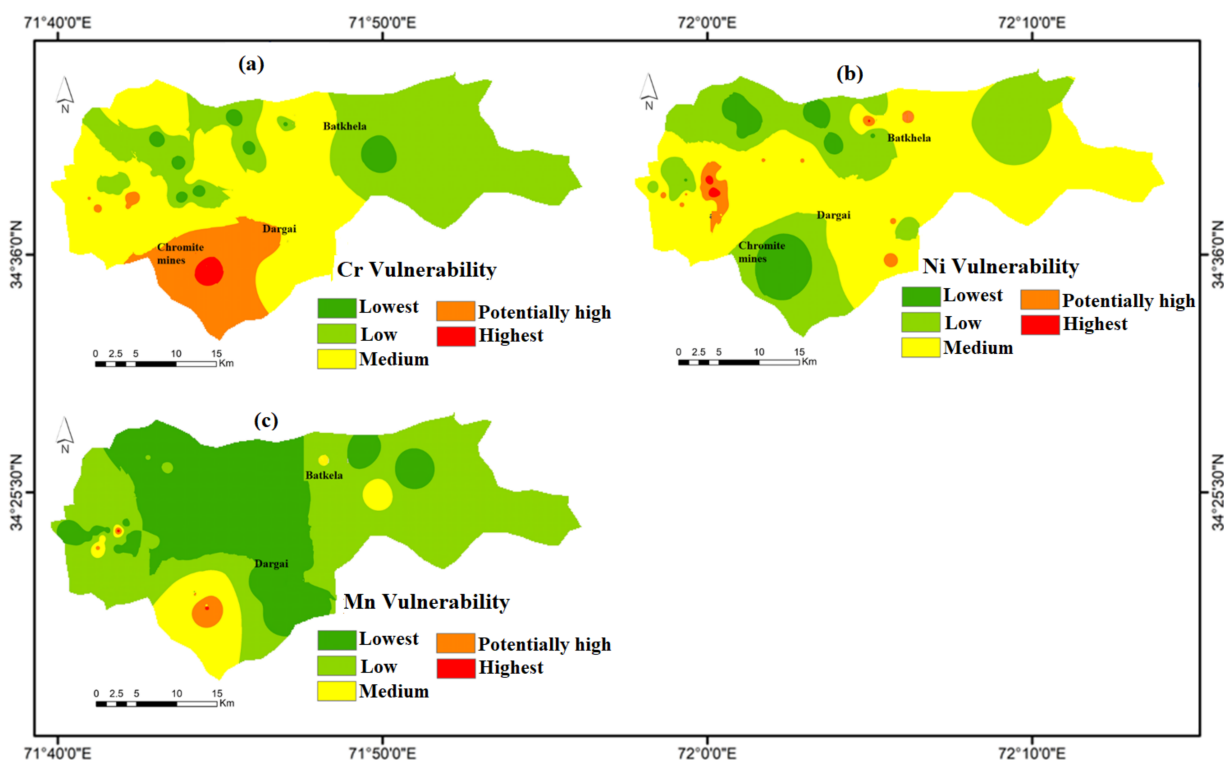 71°40'0"E 71°50'0"E 72°0'0"E 72°10'0"E
(a)
N
Batkhela
Dargai
Chromite
mines
Cr Vulnerability
Lowest
Low
Medium
Potentially high
Highest
0 2.5 5 10 15
Km
(b)
N
Batkhela
Dargai
Chromite
mines
Ni Vulnerability
Lowest
Low
Medium
Potentially high
Highest
0 2.5 5 10 15
Km
34°36'0"N
34°36'0"N
(c)
N
Batkela
Dargai
Mn Vulnerability
Lowest
Low
Medium
Potentially high
Highest
0 2.5 5 10 15
Km
34°25'30"N
34°25'30"N
71°40'0"E 71°50'0"E 72°0'0"E 72°10'0"E